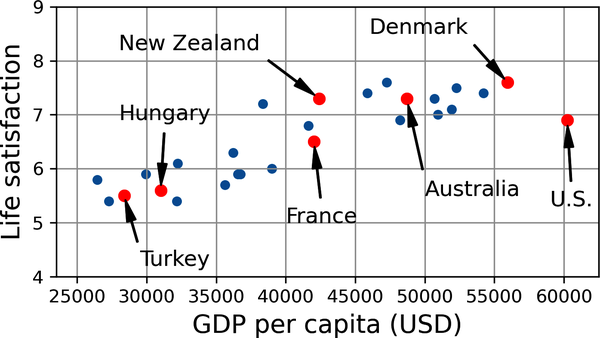 9
8
7
6
5
4
Life satisfaction
Denmark
New Zealand
Hungary
Australia
U.S.
France
Turkey
25000 30000 35000 40000 45000 50000 55000 60000
GDP per capita (USD)